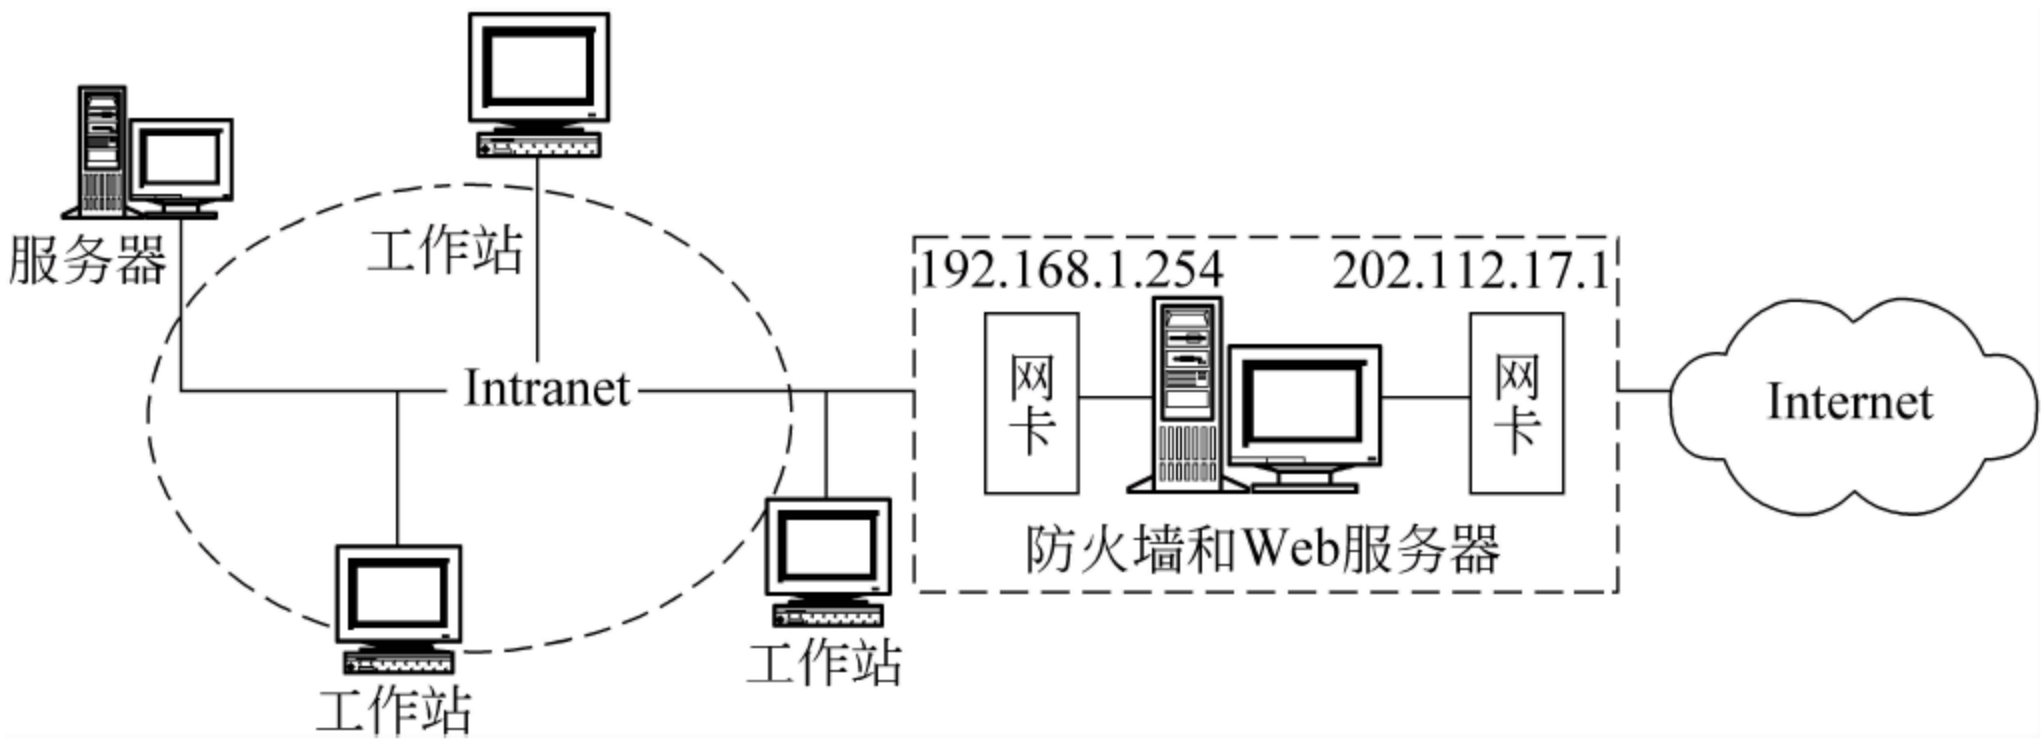 服务器
工作站
Intranet
工作站
工作站
192.168.1.254
202.112.17.1
网卡
网卡
防火墙和Web服务器
Internet